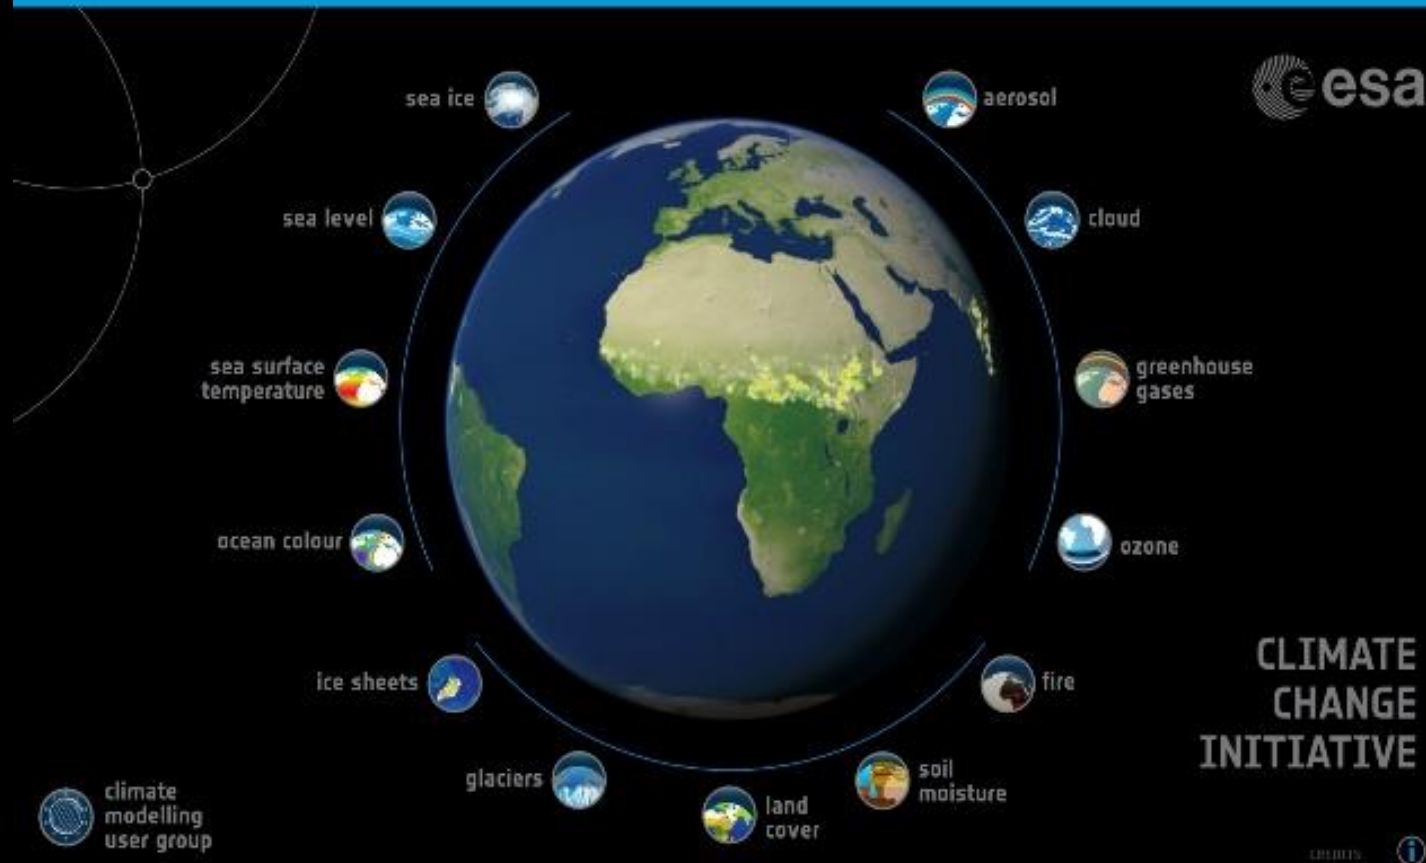 sea ice
aerosol
esa
sea level
cloud
sea surface
temperature
greenhouse
gases
ocean colour
ozone
ice sheets
fire
CLIMATE
CHANGE
INITIATIVE
glaciers
soil
moisture
land
cover
climate
modelling
user group
CREDITS
i